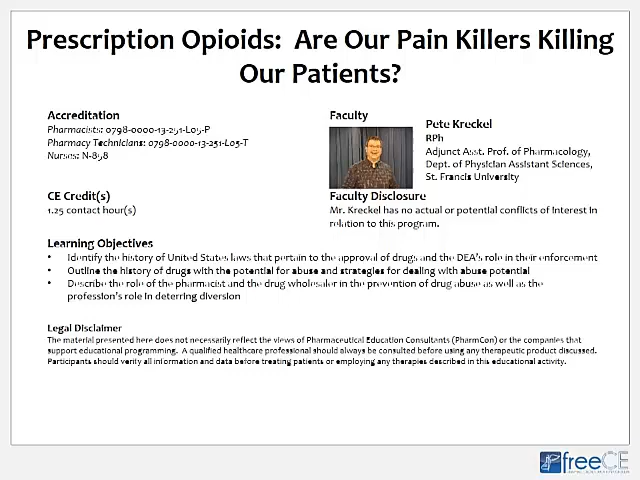 Prescription Opioids: Are Our Pain Killers Killing
Our Patients?
Accreditation
Pharmacists: 0798-0000-13-251-L05-P
Pharmacy Technicians: 0798-0000-13-251-L05-T
Nurses: N-858
CE Credit(s)
1.25 contact hour(s)
Faculty
Pete Kreckel
RPh
Adjunct Asst. Prof. of Pharmacology,
Dept. of Physician Assistant Sciences,
St. Francis University
Faculty Disclosure
Mr. Kreckel has no actual or potential conflicts of interest in
relation to this program.
Learning Objectives
• Identify the history of United States laws that pertain to the approval of drugs and the DEA's role in their enforcement
• Outline the history of drugs with the potential for abuse and strategies for dealing with abuse potential
• Describe the role of the pharmacist and the drug wholesaler in the prevention of drug abuse as well as the
profession's role in deterring diversion
Legal Disclaimer
The material presented here does not necessarily reflect the views of Pharmaceutical Education Consultants (PharmCon) or the companies that
support educational programming. A qualified healthcare professional should always be consulted before using any therapeutic product discussed.
Participants should verify all information and data before treating patients or employing any therapies described in this educational activity.
freeCE